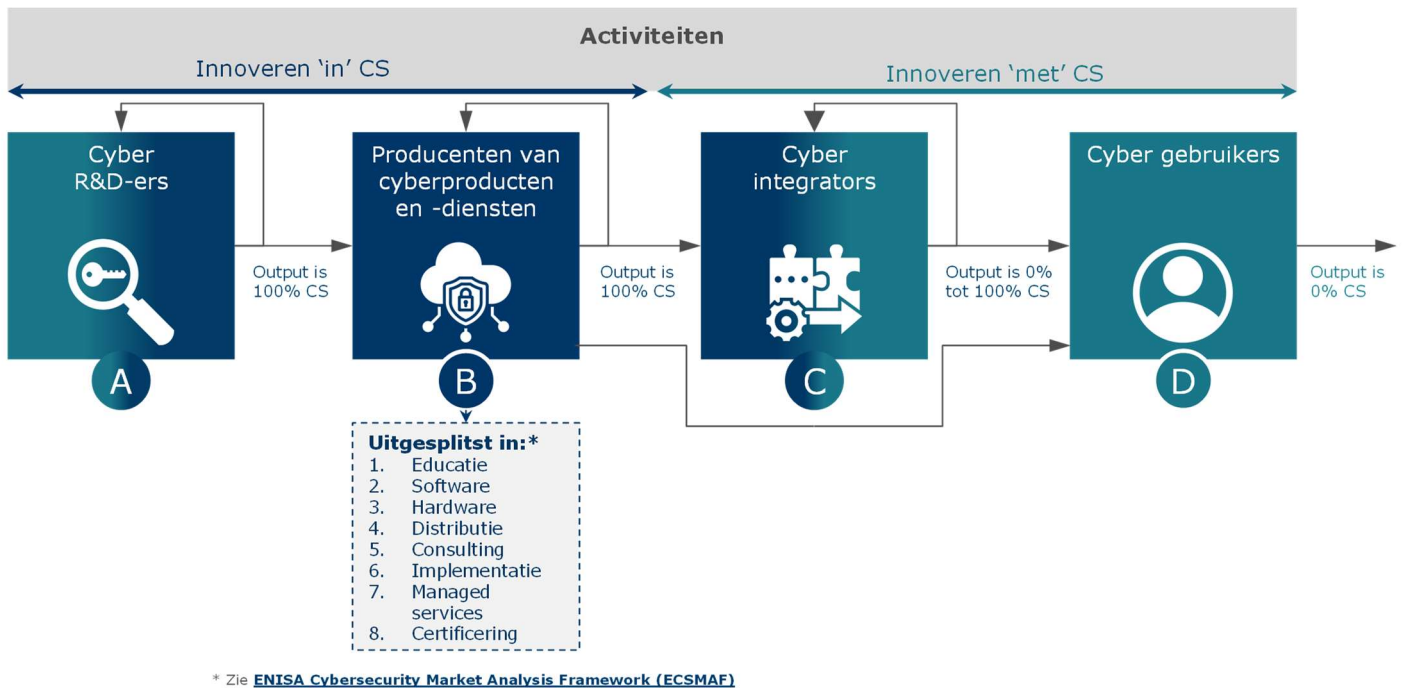 Activiteiten
Innoveren ‘in’ CS
Innoveren ‘met’ CS
Cyber
R&D-ers
Output is
100% CS
A
Producenten van
cyberproducten
en -diensten
Output is
100% CS
B
Cyber
integrators
Output is 0%
tot 100% CS
C
Cyber gebruikers
Output is
0% CS
D
Uitgesplitst in:*
1. Educatie
2. Software
3. Hardware
4. Distributie
5. Consulting
6. Implementatie
7. Managed
services
8. Certificering
* Zie ENISA Cybersecurity Market Analysis Framework (ECSMAF)